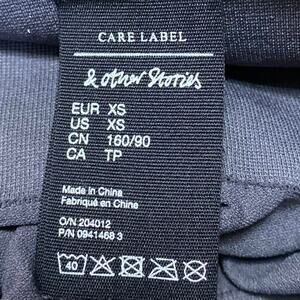 CARE LABEL
& other Stories
EUR XS
US XS
CN 160/90
CA TP
Made in China
Fabriqué en Chine
O/N 204012
P/N 0941468 3
40